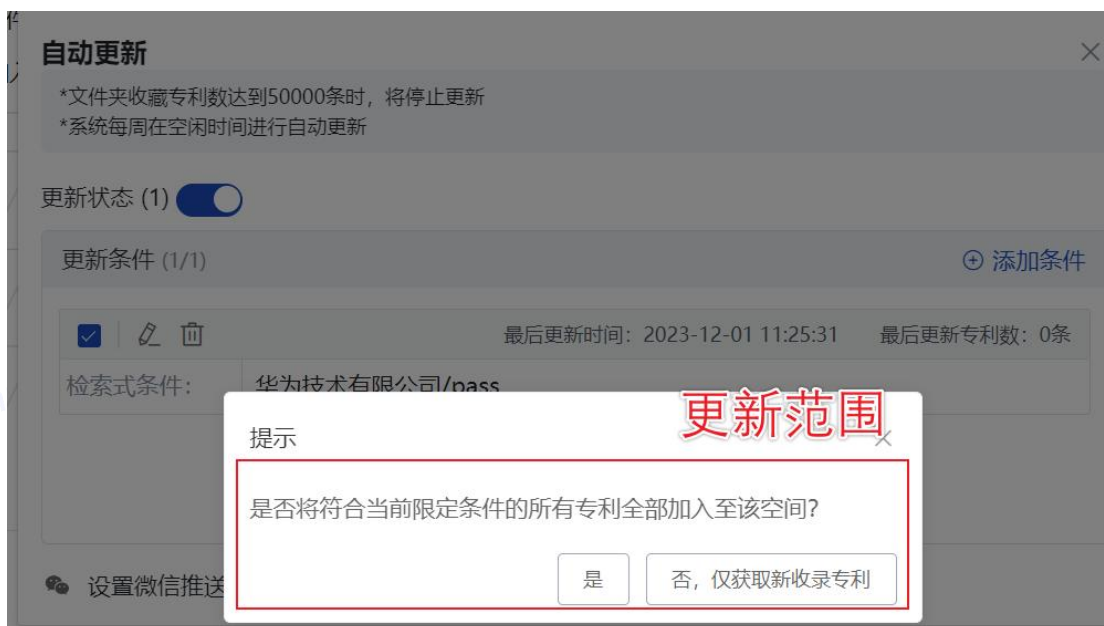 自动更新
*文件夹收藏专利数达到50000条时，将停止更新
*系统每周在空闲时间进行自动更新
更新状态 (1)
更新条件 (1/1)
添加条件
最后更新时间：2023-12-01 11:25:31 最后更新专利数：0条
检索式条件： 华为技术有限公司/pass
更新范围
提示
是否将符合当前限定条件的所有专利全部加入至该空间?
是
否，仅获取新收录专利
设置微信推送